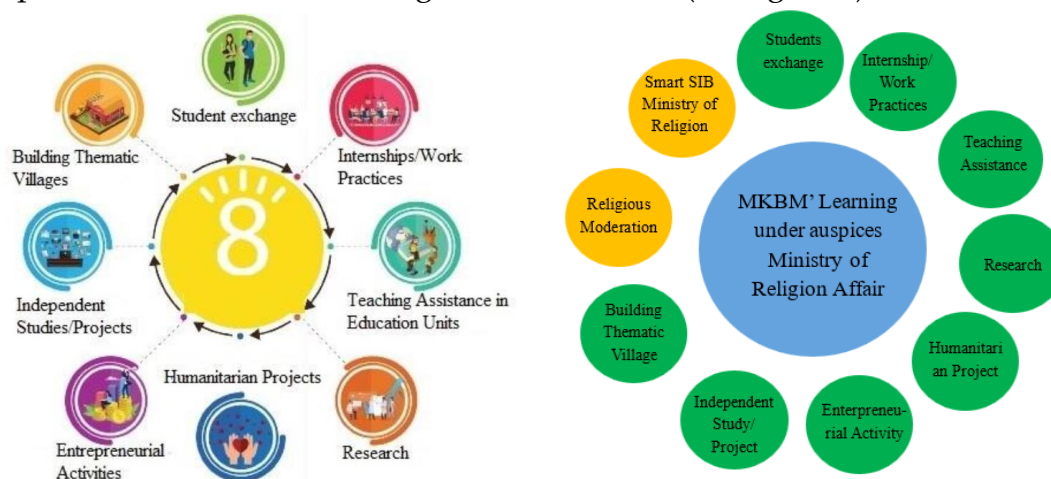 Student exchange
Internships/Work
Practices
Teaching Assistance in
Education Units
Research
Humanitarian Projects
Entrepreneurial
Activities
Independent
Studies/Projects
Building Thematic
Villages
8
Students
exchange
Internship/
Work
Practices
Teaching
Assistance
Research
Humanitari
an Project
Enterpreneu-
rial Activity
Independent
Study/
Project
Building
Thematic
Village
Religious
Moderation
Smart SIB
Ministry of
Religion
MKBM’ Learning
under auspices
Ministry of
Religion Affair